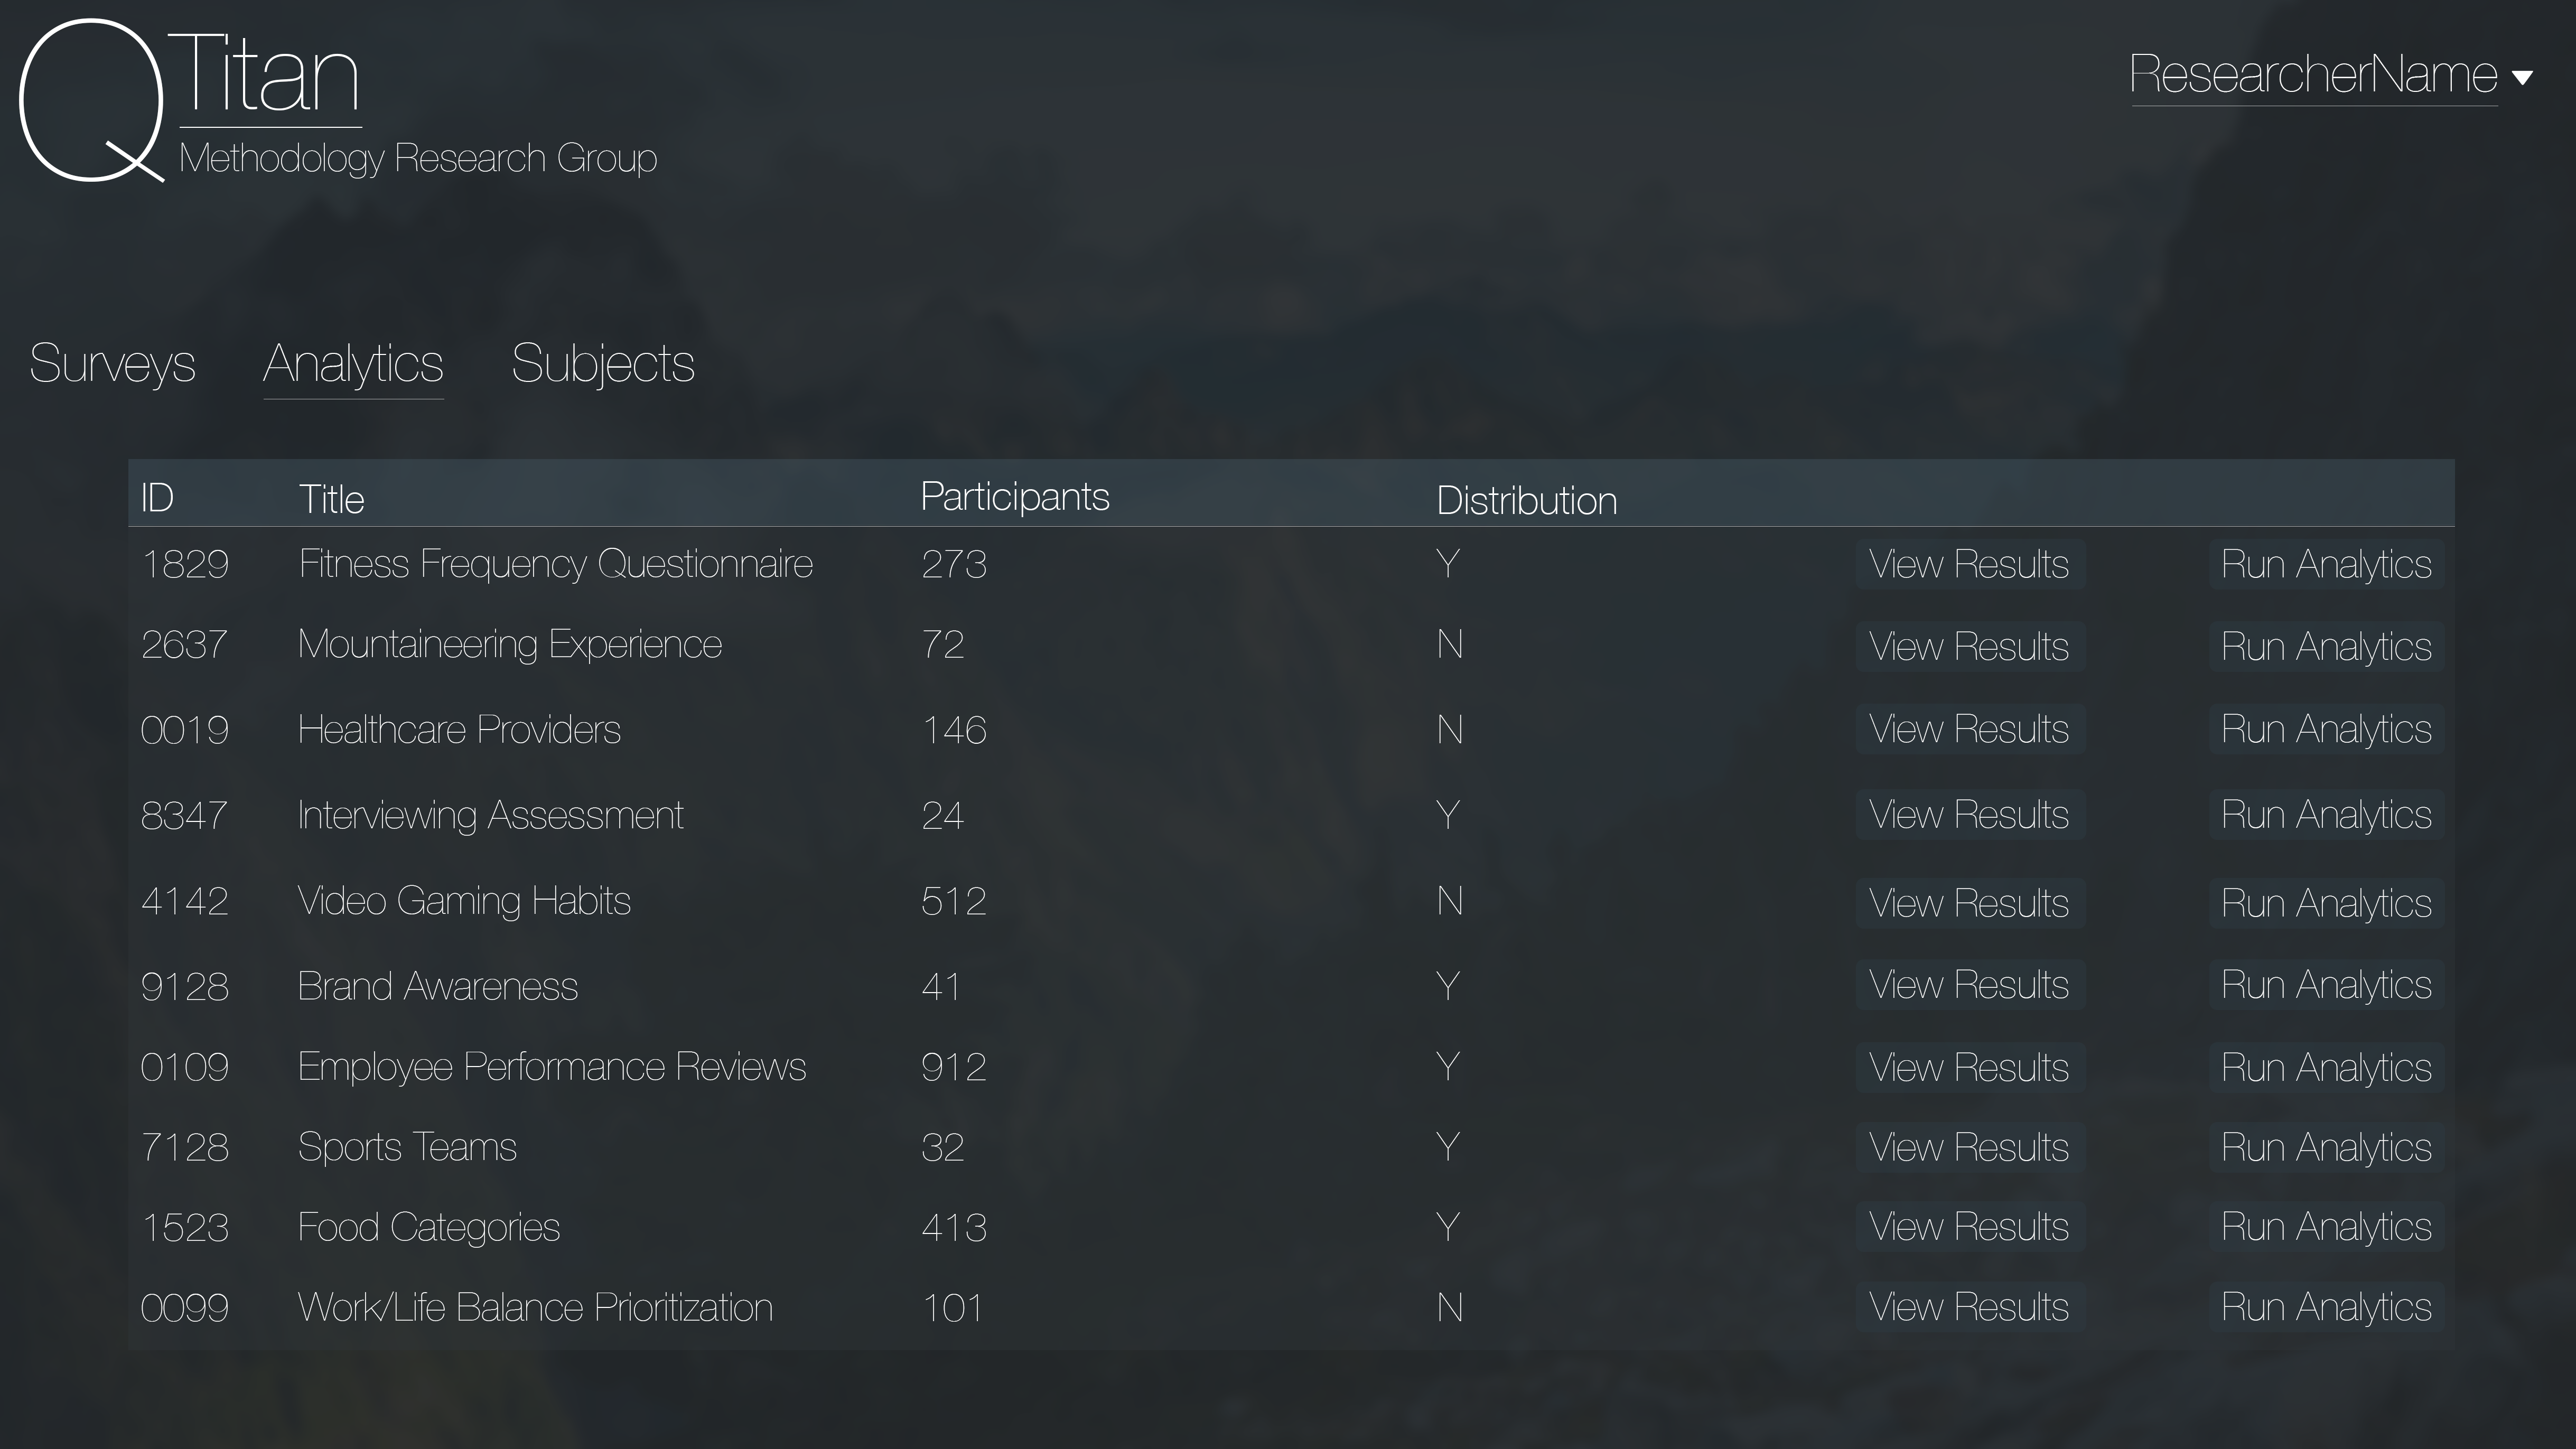 Q Titan
Methodology Research Group
ResearcherName
Surveys Analytics Subjects
ID Title Participants Distribution
1829 Fitness Frequency Questionnaire 273 Y View Results Run Analytics
2637 Mountaineering Experience 72 N View Results Run Analytics
0019 Healthcare Providers 146 N View Results Run Analytics
8347 Interviewing Assessment 24 Y View Results Run Analytics
4142 Video Gaming Habits 512 N View Results Run Analytics
9128 Brand Awareness 41 Y View Results Run Analytics
0109 Employee Performance Reviews 912 Y View Results Run Analytics
7128 Sports Teams 32 Y View Results Run Analytics
1523 Food Categories 413 Y View Results Run Analytics
0099 Work/Life Balance Prioritization 101 N View Results Run Analytics